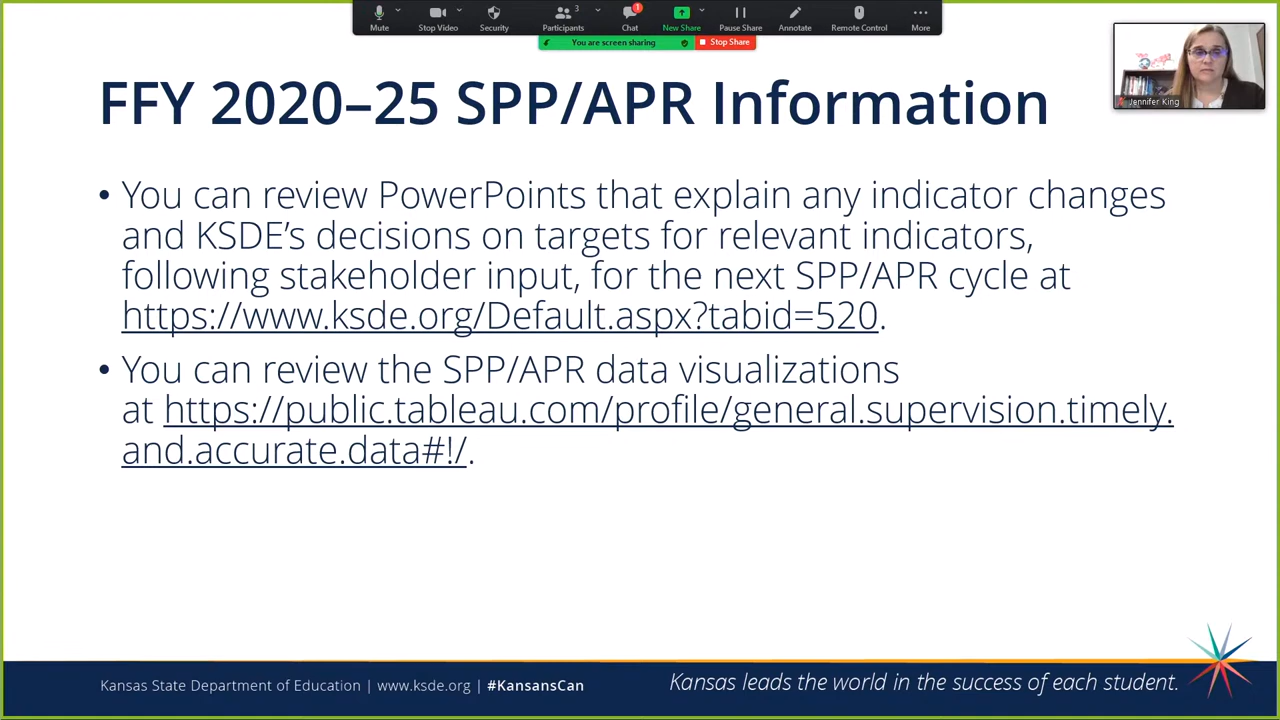 Mute
Stop Video
Security
3
Participants
1
Chat
New Share
Pause Share
Annotate
Remote Control
More
You are screen sharing
Stop Share
Jennifer King
FFY 2020–25 SPP/APR Information
• You can review PowerPoints that explain any indicator changes
and KSDE’s decisions on targets for relevant indicators,
following stakeholder input, for the next SPP/APR cycle at
https://www.ksde.org/Default.aspx?tabid=520.
• You can review the SPP/APR data visualizations
at https://public.tableau.com/profile/general.supervision.timely.
and.accurate.data#!/.
Kansas State Department of Education | www.ksde.org | #KansansCan
Kansas leads the world in the success of each student.